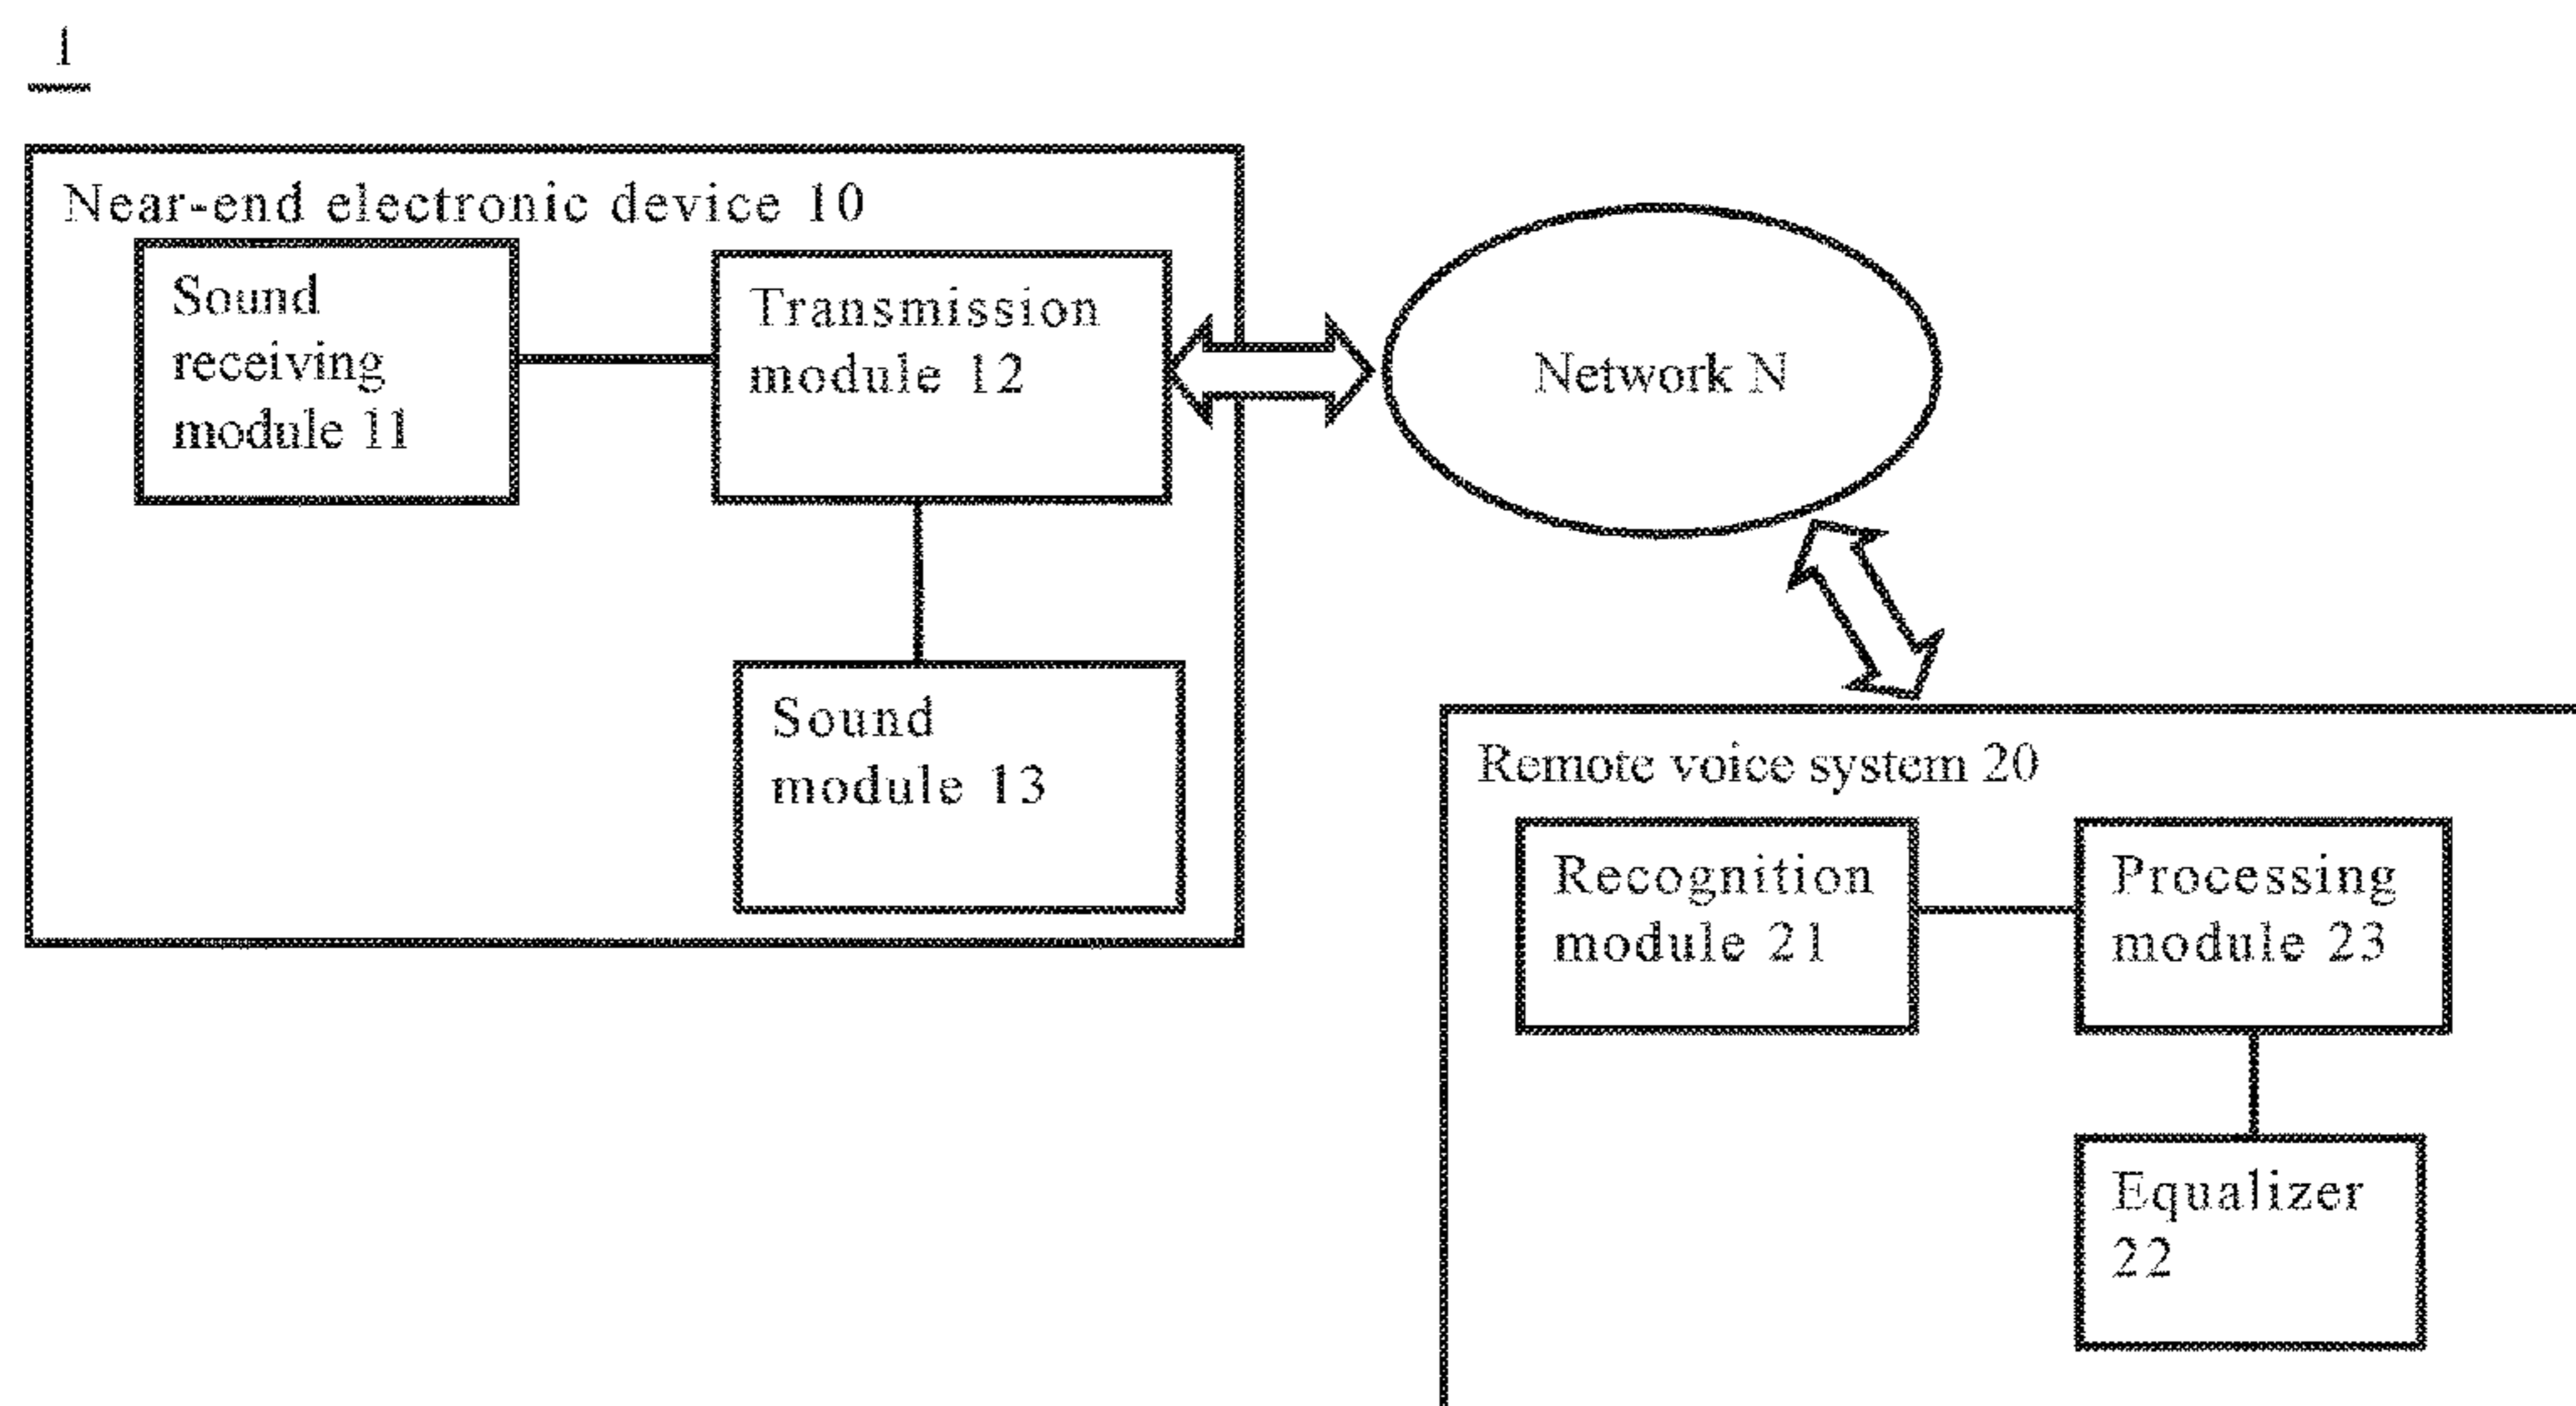 1
Near-end electronic device 10
Sound
receiving
module 11
Transmission
module 12
Network N
Sound
module 13
Remote voice system 20
Recognition
module 21
Processing
module 23
Equalizer
22